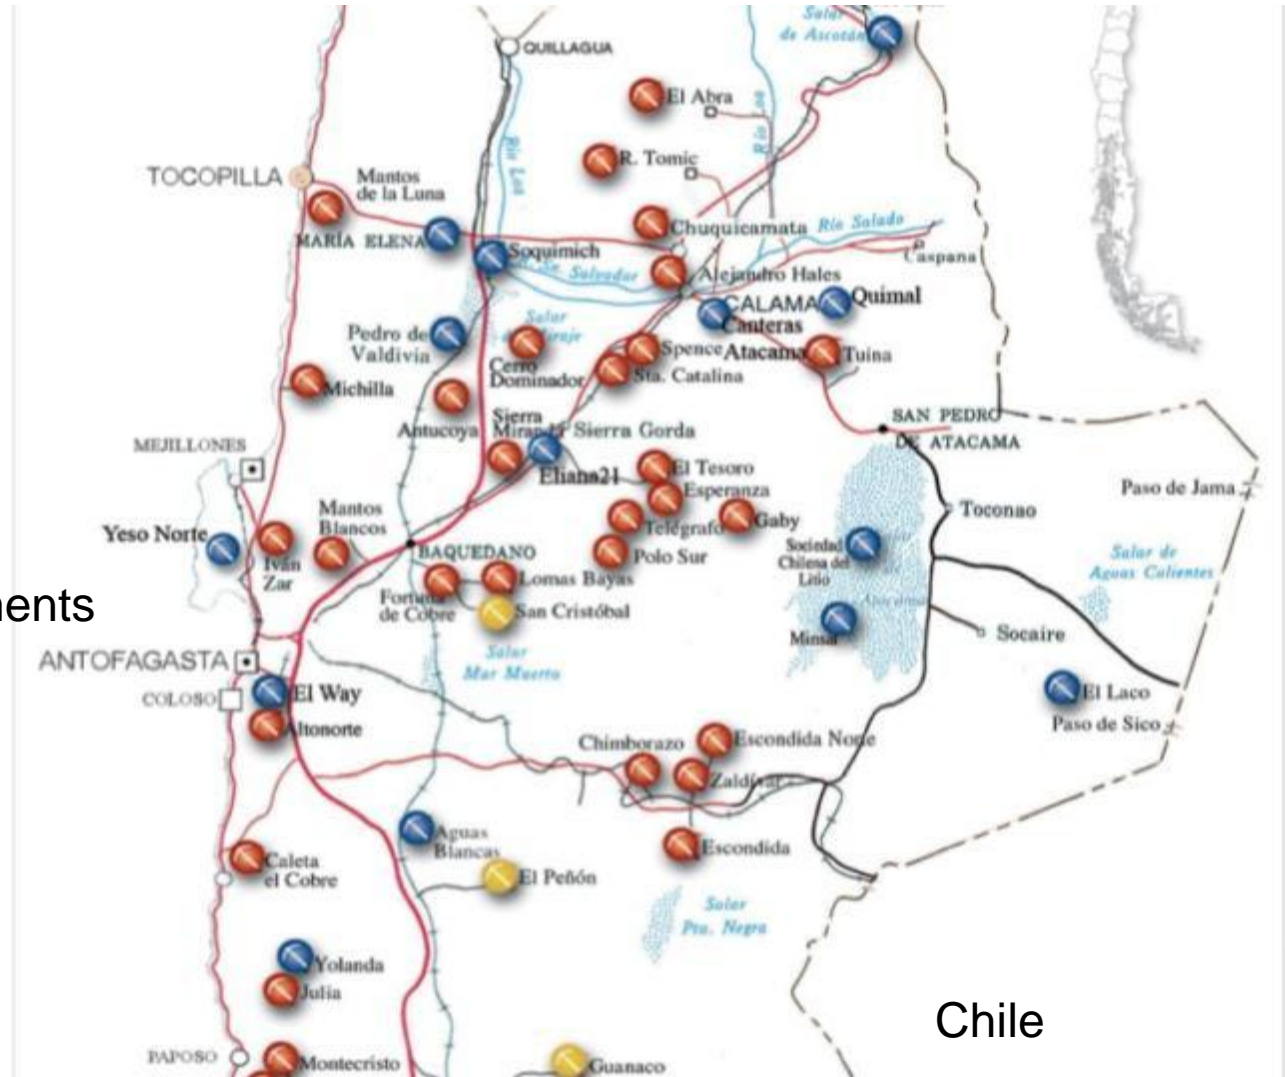 Salar
de Ascotán
QUILLAGUA
El Abra
Río Loa
Río Loa
R. Tomic
TOCOPILLA
Mantos
de la Luna
Chuquicamata
Río Salado
MARÍA ELENA
Soquimich
Caspana
Salvador
Alejandro Hales
CALAMA
Quimal
Canteras
Salar
Pedro de
Valdivia
Cerro
Dominador
Spence
Atacama
Tuina
Sta. Catalina
Michilla
Antucoya
Sierra
Miranda
Sierra Gorda
SAN PEDRO
DE ATACAMA
MEJILLONES
Eliana21
El Tesoro
Esperanza
Paso de Jama
Mantos
Blancos
Telégrafo
Gaby
Toconao
Yeso Norte
BAQUEDANO
Polo Sur
Sociedad
Chilena del
Litio
Salar de
Aguas Calientes
Iván
Zar
Lomas Bayas
Fortuna
de Cobre
San Cristóbal
ments
Minsal
Socaire
Salar
Mar Muerto
ANTOFAGASTA
COLOSO
El Way
El Laco
Altonorte
Paso de Sico
Chimborazo
Escondida Norte
Zaldívar
Aguas
Blancas
Escondida
Caleta
el Cobre
El Peñón
Salar
Pta. Negra
Yolanda
Julia
Chile
PAPOSO
Montecristo
Guanaco